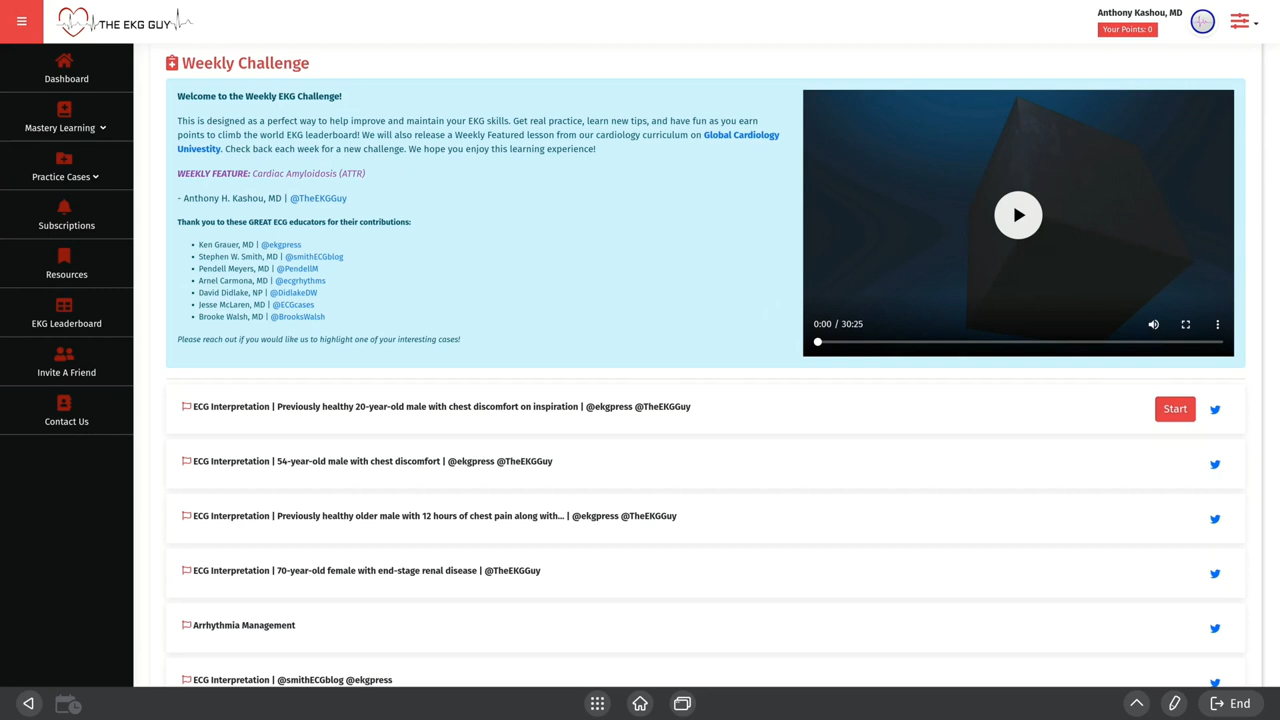 THE EKG GUY
Anthony Kashou, MD
Your Points: 0
Dashboard
Mastery Learning
Practice Cases
Subscriptions
Resources
EKG Leaderboard
Invite A Friend
Contact Us
Weekly Challenge
Welcome to the Weekly EKG Challenge!
This is designed as a perfect way to help improve and maintain your EKG skills. Get real practice, learn new tips, and have fun as you earn
points to climb the world EKG leaderboard! We will also release a Weekly Featured lesson from our cardiology curriculum on Global Cardiology
Univestity. Check back each week for a new challenge. We hope you enjoy this learning experience!
WEEKLY FEATURE: Cardiac Amyloidosis (ATTR)
- Anthony H. Kashou, MD | @TheEKGGuy
Thank you to these GREAT ECG educators for their contributions:
• Ken Grauer, MD | @ekgpress
• Stephen W. Smith, MD | @smithECGblog
• Pendell Meyers, MD | @PendellM
• Arnel Carmona, MD | @ecgrhythms
• David Didlake, NP | @DidlakeDW
• Jesse McLaren, MD | @ECGcases
• Brooke Walsh, MD | @BrooksWalsh
Please reach out if you would like us to highlight one of your interesting cases!
0:00 / 30:25
ECG Interpretation | Previously healthy 20-year-old male with chest discomfort on inspiration | @ekgpress @TheEKGGuy
Start
ECG Interpretation | 54-year-old male with chest discomfort | @ekgpress @TheEKGGuy
ECG Interpretation | Previously healthy older male with 12 hours of chest pain along with... | @ekgpress @TheEKGGuy
ECG Interpretation | 70-year-old female with end-stage renal disease | @TheEKGGuy
Arrhythmia Management
ECG Interpretation | @smithECGblog @ekgpress
End